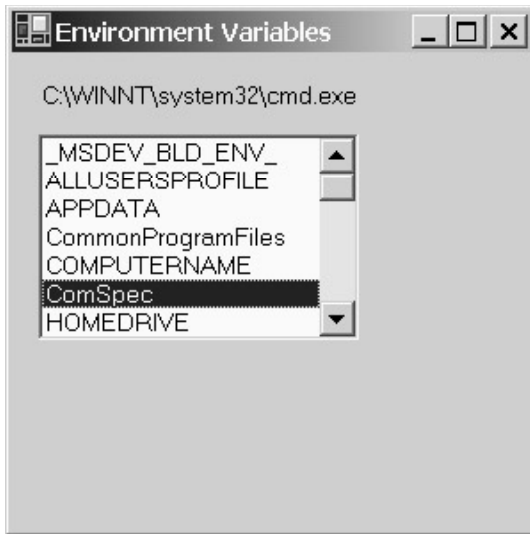 Environment Variables
C:\WINNT\system32\cmd.exe
_MSDEV_BLD_ENV_
ALLUSERSPROFILE
APPDATA
CommonProgramFiles
COMPUTERNAME
ComSpec
HOMEDRIVE